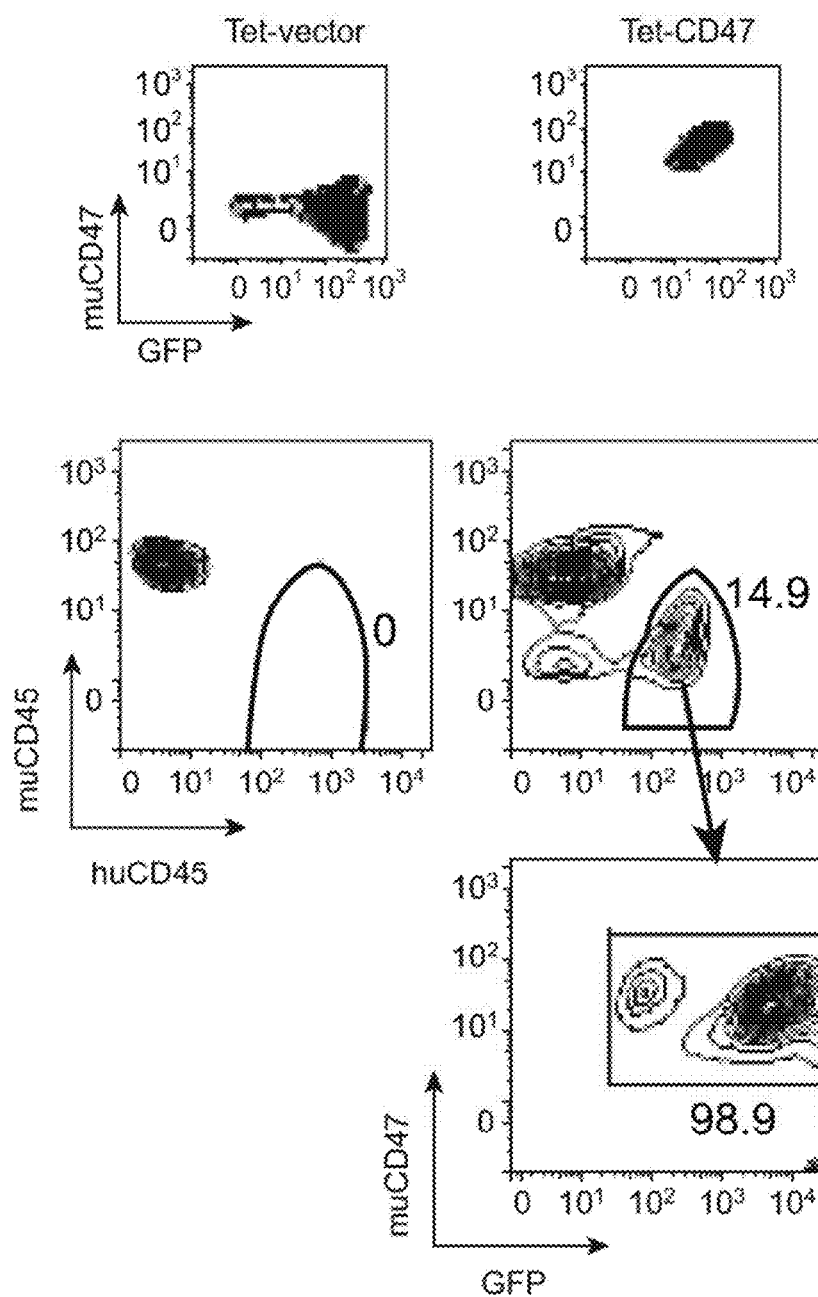 Tet-vector Tet-CD47
10³ 10³
10² 10²
10¹ 10¹
0 0
0 10¹ 10² 10³ 0 10¹ 10² 10³
muCD47
GFP
10³ 10³
10² 10²
10¹ 10¹
0 14.9
0 0
0 10¹ 10² 10³ 10⁴ 0 10¹ 10² 10³ 10⁴
muCD45
huCD45
10³
10²
10¹
0
98.9
0 10¹ 10² 10³ 10⁴
muCD47
GFP